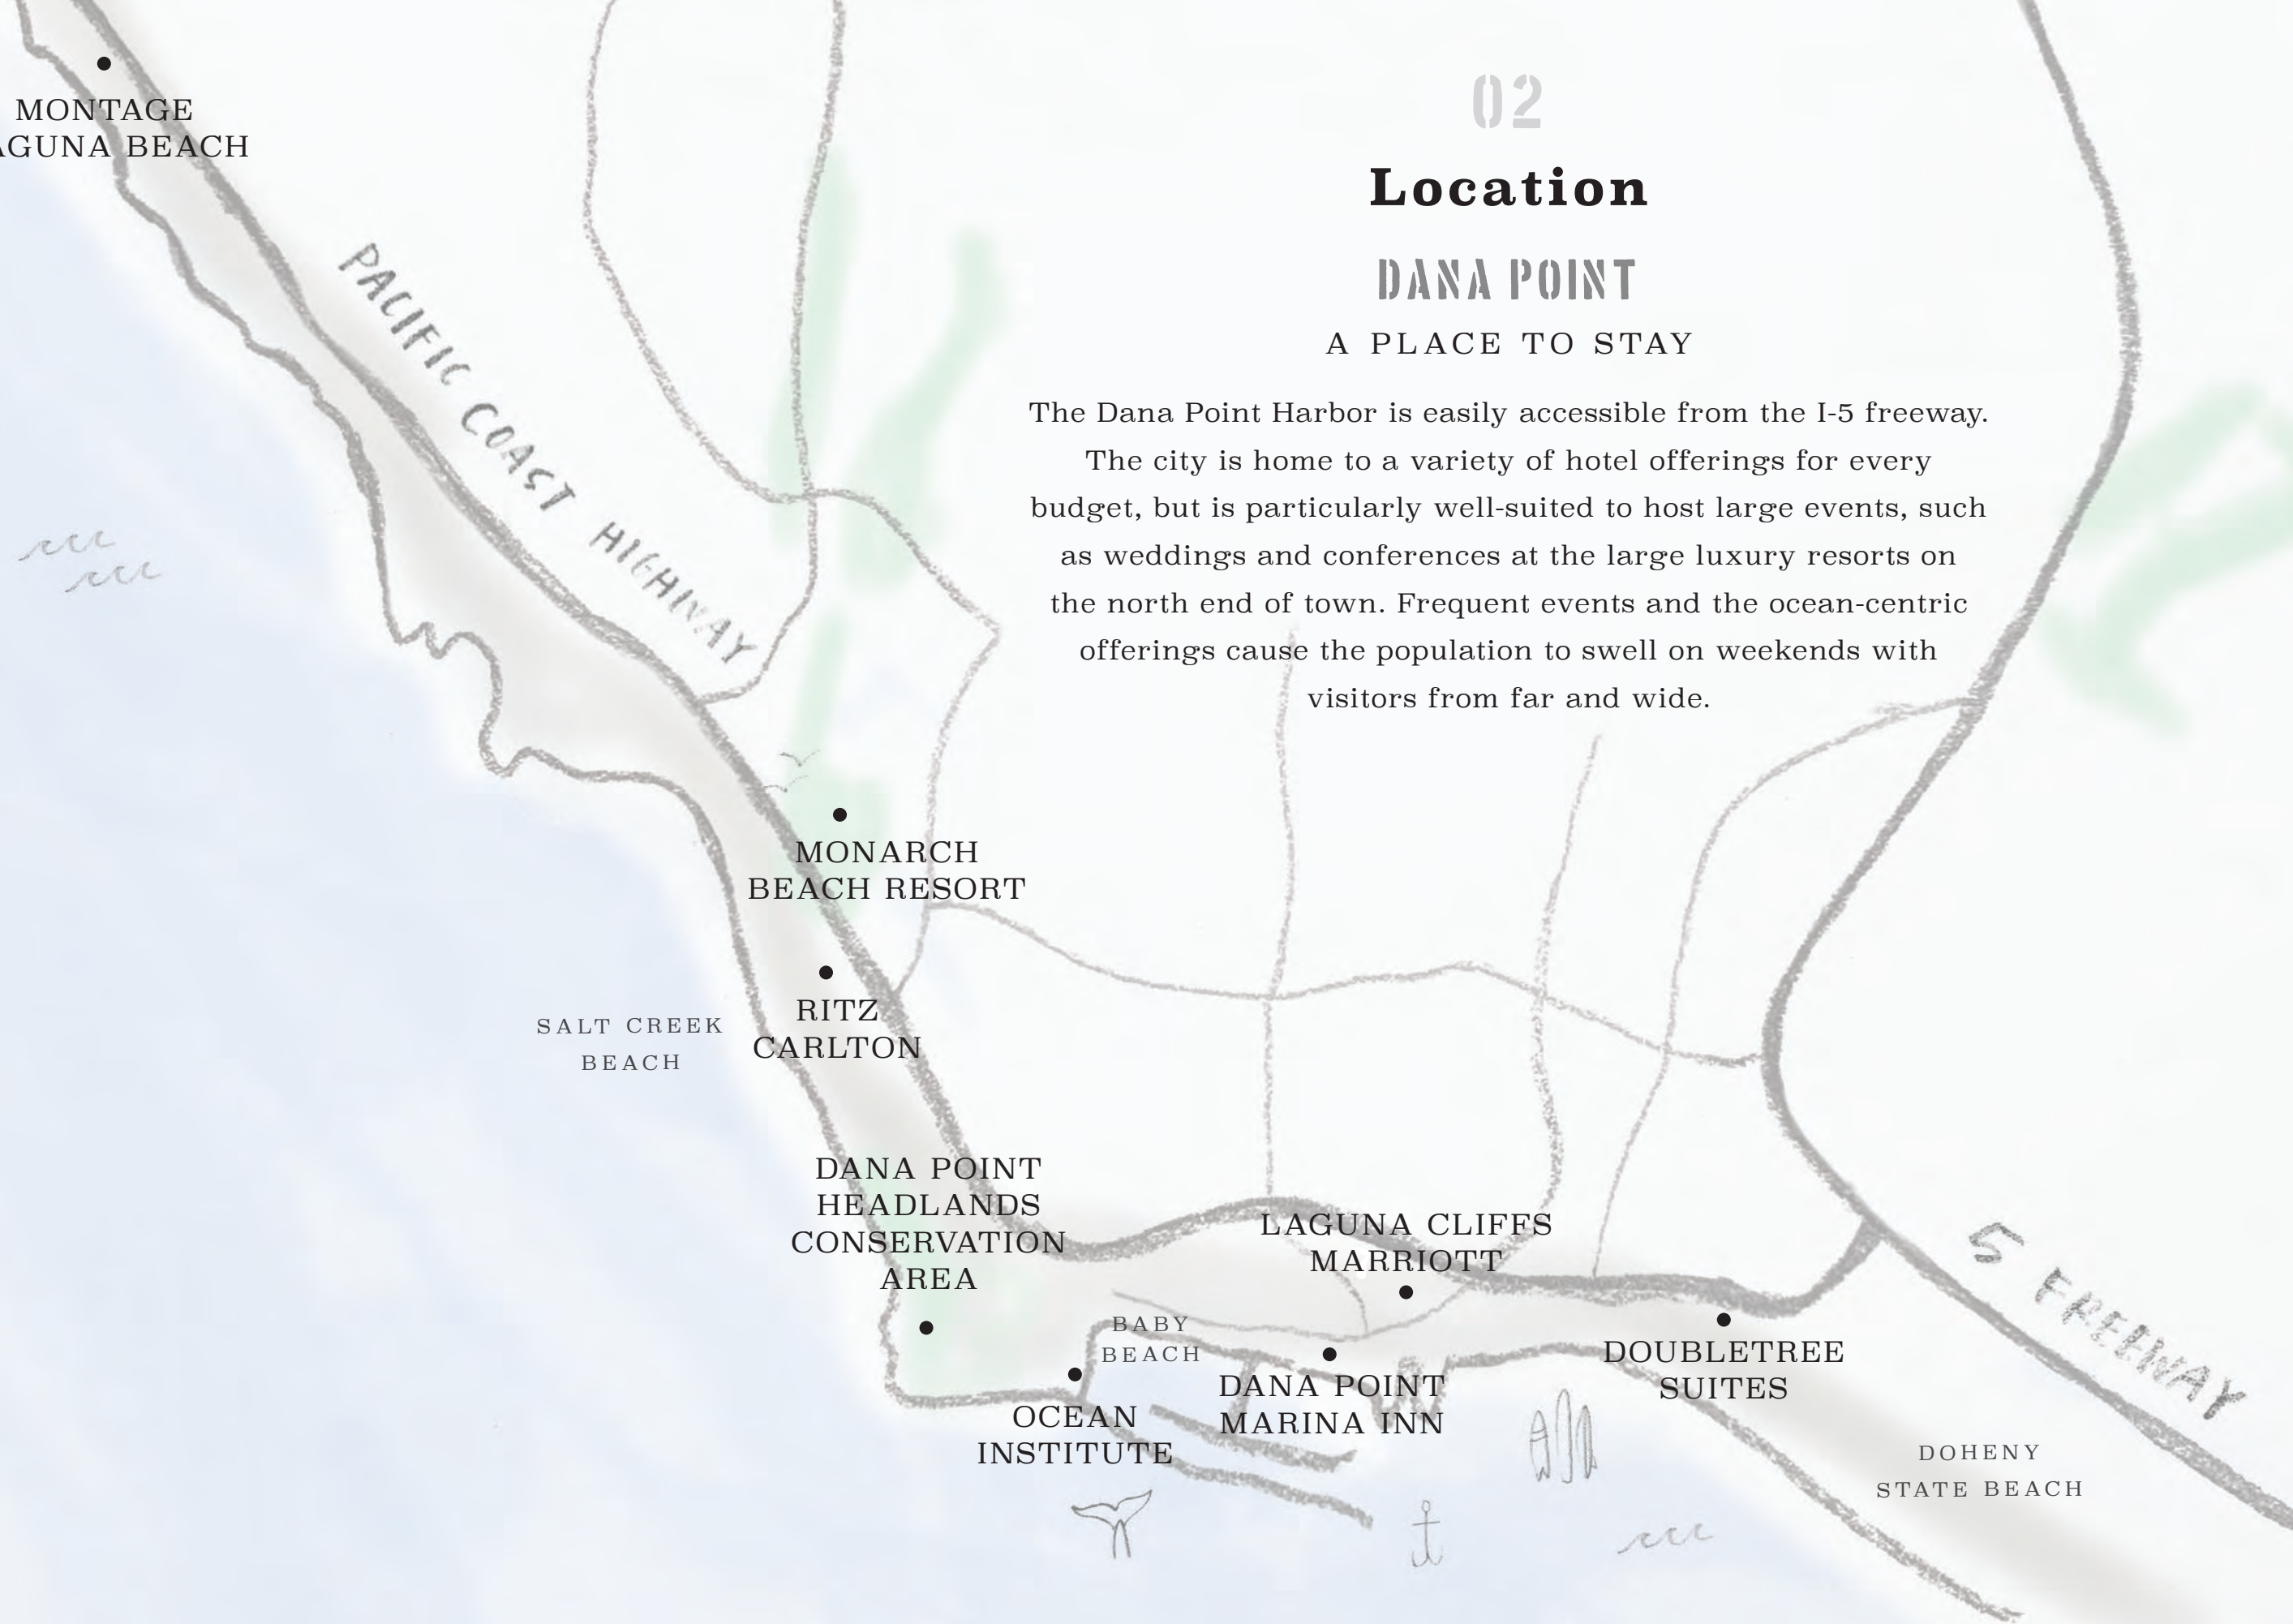 MONTAGE
AGUNA BEACH
PACIFIC COAST HIGHWAY
02
Location
DANA POINT
A PLACE TO STAY
The Dana Point Harbor is easily accessible from the I-5 freeway.
The city is home to a variety of hotel offerings for every
budget, but is particularly well-suited to host large events, such
as weddings and conferences at the large luxury resorts on
the north end of town. Frequent events and the ocean-centric
offerings cause the population to swell on weekends with
visitors from far and wide.
MONARCH
BEACH RESORT
RITZ
CARLTON
SALT CREEK
BEACH
DANA POINT
HEADLANDS
CONSERVATION
AREA
LAGUNA CLIFFS
MARRIOTT
BABY
BEACH
OCEAN
INSTITUTE
DANA POINT
MARINA INN
DOUBLETREE
SUITES
5 FREEWAY
DOHENY
STATE BEACH